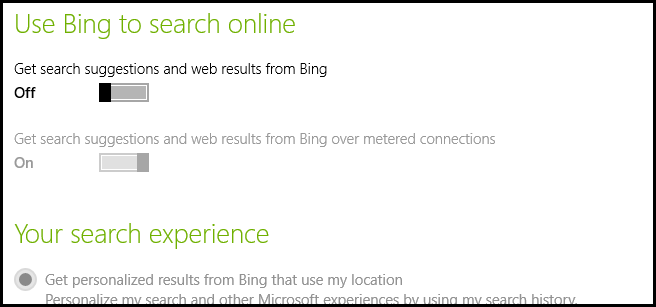 Use Bing to search online
Get search suggestions and web results from Bing
Off
Get search suggestions and web results from Bing over metered connections
On
Your search experience
Get personalized results from Bing that use my location
Personalize my search and other Microsoft experiences by using my search history,